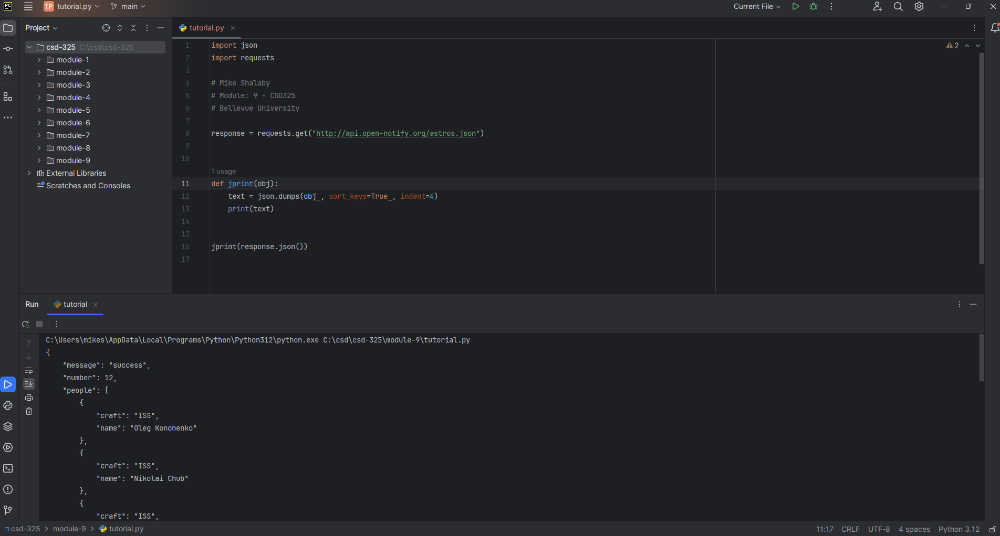 PC TP tutorial.py main Current File
Project
csd-325 C:\csd\csd-325
module-1
module-2
module-3
module-4
module-5
module-6
module-7
module-8
module-9
External Libraries
Scratches and Consoles
tutorial.py
2
1 import json
2 import requests
3
4 # Mike Shalaby
5 # Module: 9 - CSD325
6 # Bellevue University
7
8 response = requests.get("http://api.open-notify.org/astros.json")
9
10
1 usage
11 def jprint(obj):
12 text = json.dumps(obj , sort_keys=True , indent=4)
13 print(text)
14
15
16 jprint(response.json())
17
Run tutorial
C:\Users\mikes\AppData\Local\Programs\Python\Python312\python.exe C:\csd\csd-325\module-9\tutorial.py
{
"message": "success",
"number": 12,
"people": [
{
"craft": "ISS",
"name": "Oleg Kononenko"
},
{
"craft": "ISS",
"name": "Nikolai Chub"
},
{
"craft": "ISS",
csd-325 > module-9 > tutorial.py
11:17 CRLF UTF-8 4 spaces Python 3.12